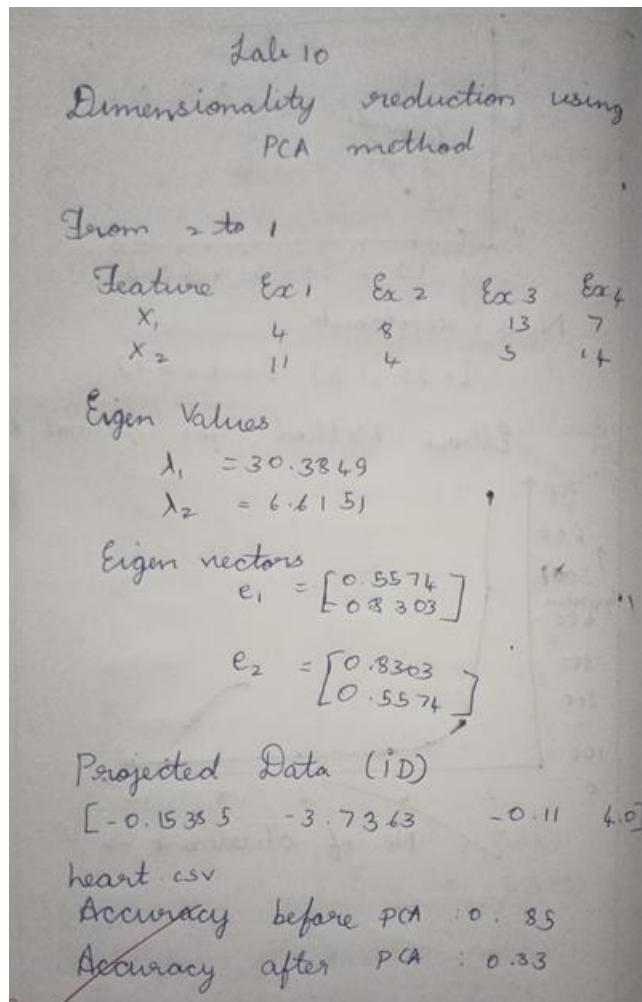 Lab 10
Dimensionality reduction using
PCA method
From 2 to 1
Feature Ex 1 Ex 2 Ex 3 Ex 4
X₁ 4 8 13 7
X₂ 11 4 5 14
Eigen Values
λ₁ = 30.3849
λ₂ = 6.6151
Eigen vectors
e₁ = [0.5574
-0.8303]
e₂ = [0.8303
0.5574]
Projected Data (1D)
[-0.15355 -3.7363 -0.11 4.0]
heart.csv
Accuracy before PCA : 0.85
Accuracy after PCA : 0.33